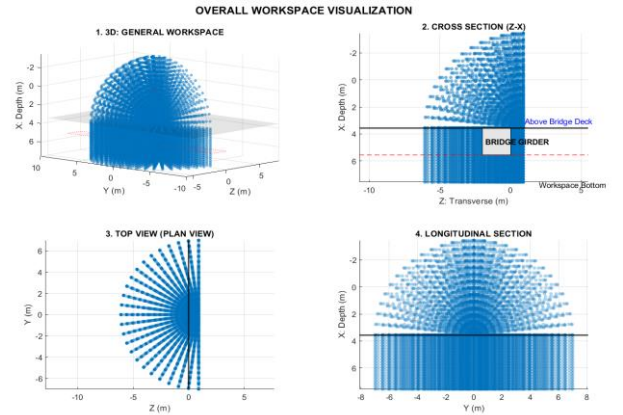 OVERALL WORKSPACE VISUALIZATION
1. 3D: GENERAL WORKSPACE
X: Depth (m)
-2
0
2
4
6
10
5
0
-5
-10
Y (m)
-5
0
5
Z (m)
2. CROSS SECTION (Z-X)
X: Depth (m)
-2
0
2
4
6
Above Bridge Deck
BRIDGE GIRDER
Workspace Bottom
-10
-5
0
5
Z: Transverse (m)
3. TOP VIEW (PLAN VIEW)
Y (m)
6
4
2
0
-2
-4
-6
-10
-5
0
5
Z (m)
4. LONGITUDINAL SECTION
X: Depth (m)
-2
0
2
4
6
-8
-6
-4
-2
0
2
4
6
8
Y (m)